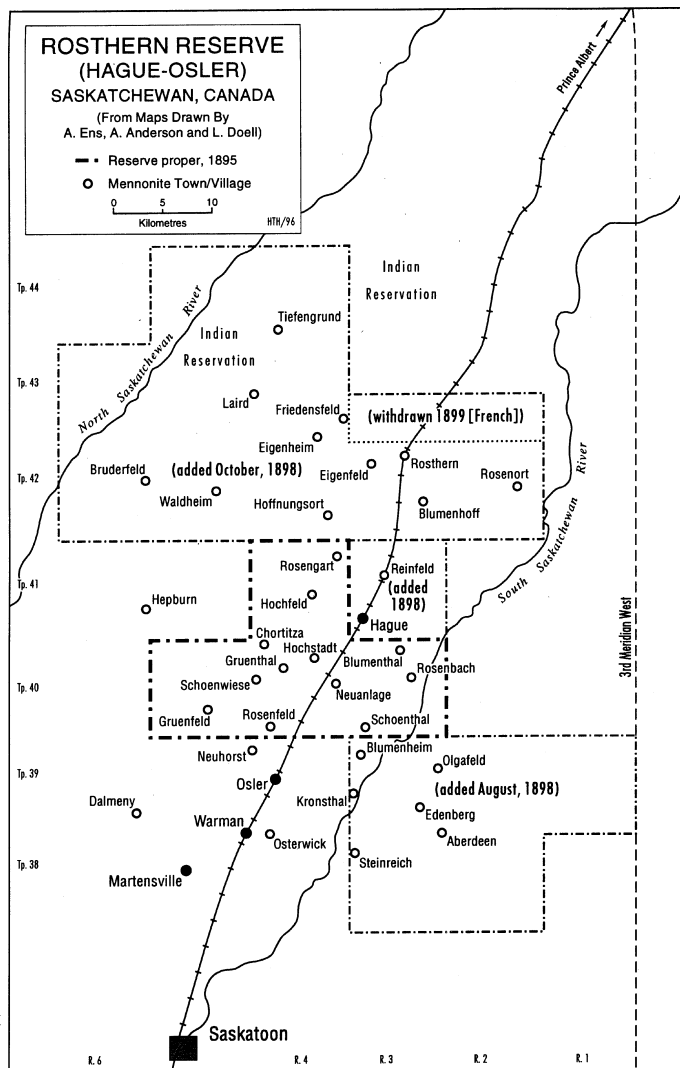 ROSTHERN RESERVE
(HAGUE-OSLER)
SASKATCHEWAN, CANADA
(From Maps Drawn By
A. Ens, A. Anderson and L. Doell)
Reserve proper, 1895
Mennonite Town/Village
0 5 10
Kilometres
HTH/96
Prince Albert
Tp. 44
Indian
Reservation
North Saskatchewan River
Tiefengrund
Indian
Reservation
Tp. 43
Laird
Friedensfeld
(withdrawn 1899 [French])
Eigenheim
Rosthern
Bruderfeld
(added October, 1898)
Eigenfeld
Rosenort
Tp. 42
Waldheim
Hoffnungsort
Blumenhoff
South Saskatchewan River
Rosengart
Reinfeld
Tp. 41
(added
1898)
Hepburn
Hochfeld
Hague
3rd Meridian West
Chortitza
Hochstadt
Gruenthal
Blumenthal
Rosenbach
Tp. 40
Schoenwiese
Neuanlage
Gruenfeld
Rosenfeld
Schoenthal
Neuhorst
Blumenheim
Olgafeld
Tp. 39
Osler
(added August, 1898)
Dalmeny
Kronsthal
Edenberg
Warman
Osterwick
Aberdeen
Tp. 38
Steinreich
Martensville
Saskatoon
R. 6
R. 4
R. 3
R. 2
R. 1